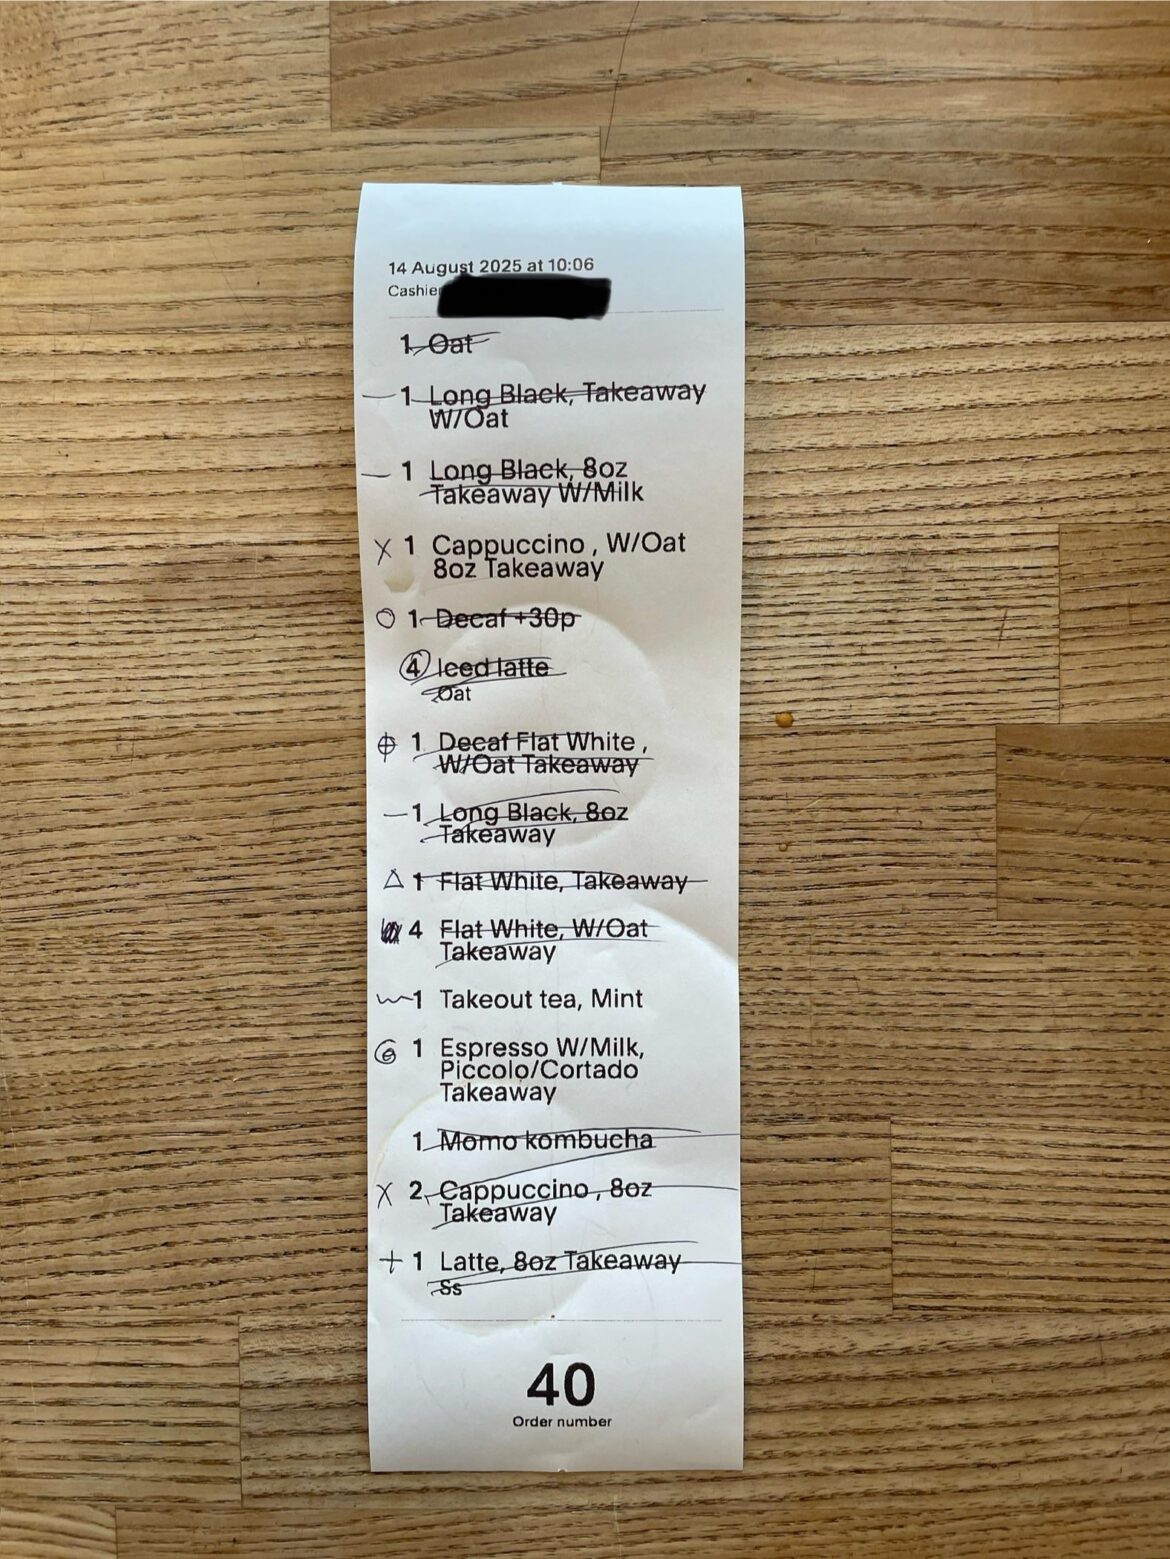 14 August 2025 at 10:06
Cashier
1 Oat
1 Long Black, Takeaway
W/Oat
1 Long Black, 8oz
Takeaway W/Milk
X 1 Cappuccino , W/Oat
8oz Takeaway
1 Decaf +30p
4 Iced latte
Oat
1 Decaf Flat White ,
W/Oat Takeaway
1 Long Black, 8oz
Takeaway
1 Flat White, Takeaway
4 Flat White, W/Oat
Takeaway
1 Takeout tea, Mint
1 Espresso W/Milk,
Piccolo/Cortado
Takeaway
1 Momo kombucha
X 2 Cappuccino , 8oz
Takeaway
+ 1 Latte, 8oz Takeaway
Ss
40
Order number